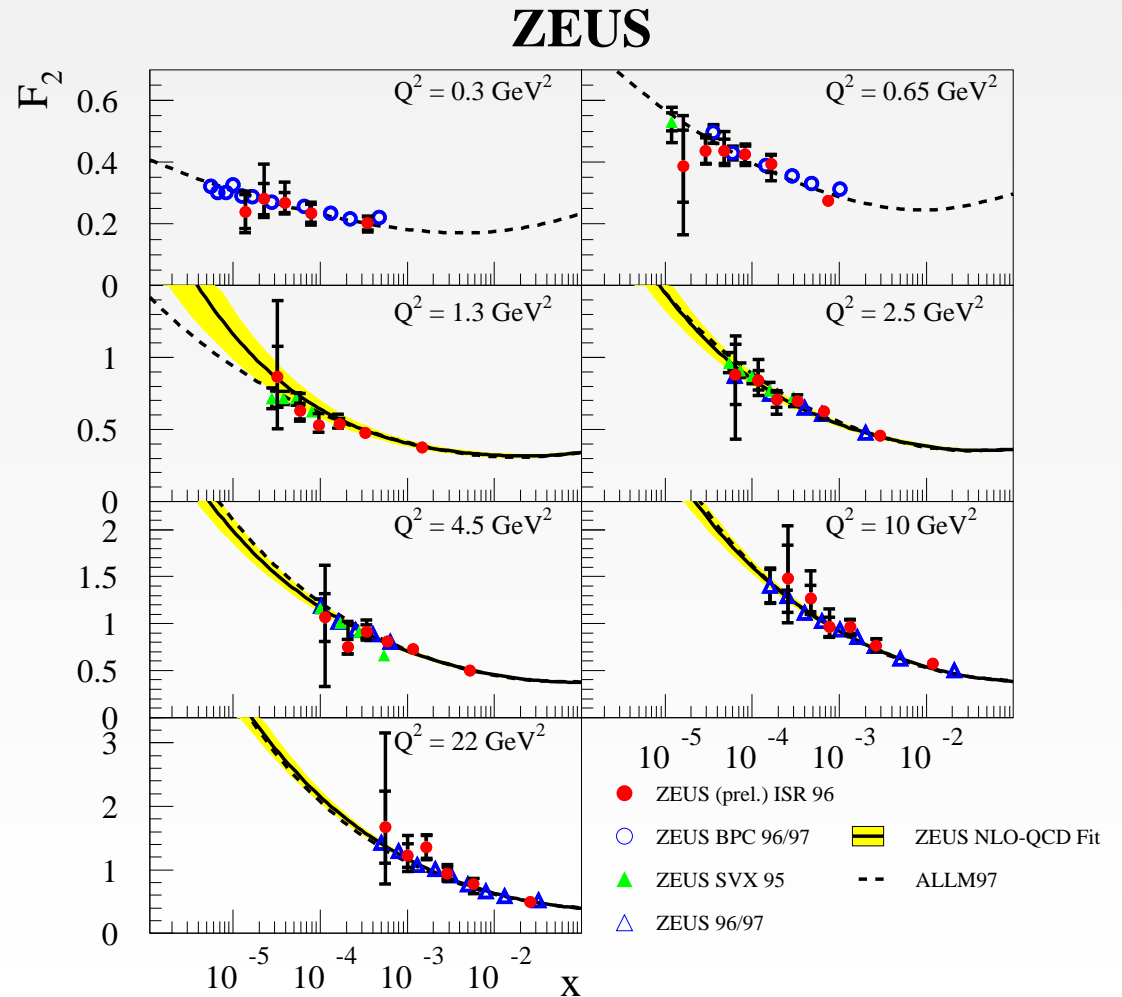 ZEUS
F₂
Q² = 0.3 GeV²
Q² = 0.65 GeV²
0.6
0.4
0.2
0
Q² = 1.3 GeV²
Q² = 2.5 GeV²
1
0.5
0
Q² = 4.5 GeV²
Q² = 10 GeV²
2
1.5
1
0.5
0
Q² = 22 GeV²
3
2
1
0
10⁻⁵ 10⁻⁴ 10⁻³ 10⁻²
ZEUS (prel.) ISR 96
ZEUS BPC 96/97
ZEUS NLO-QCD Fit
ZEUS SVX 95
ALLM97
ZEUS 96/97
10⁻⁵ 10⁻⁴ 10⁻³ 10⁻² x